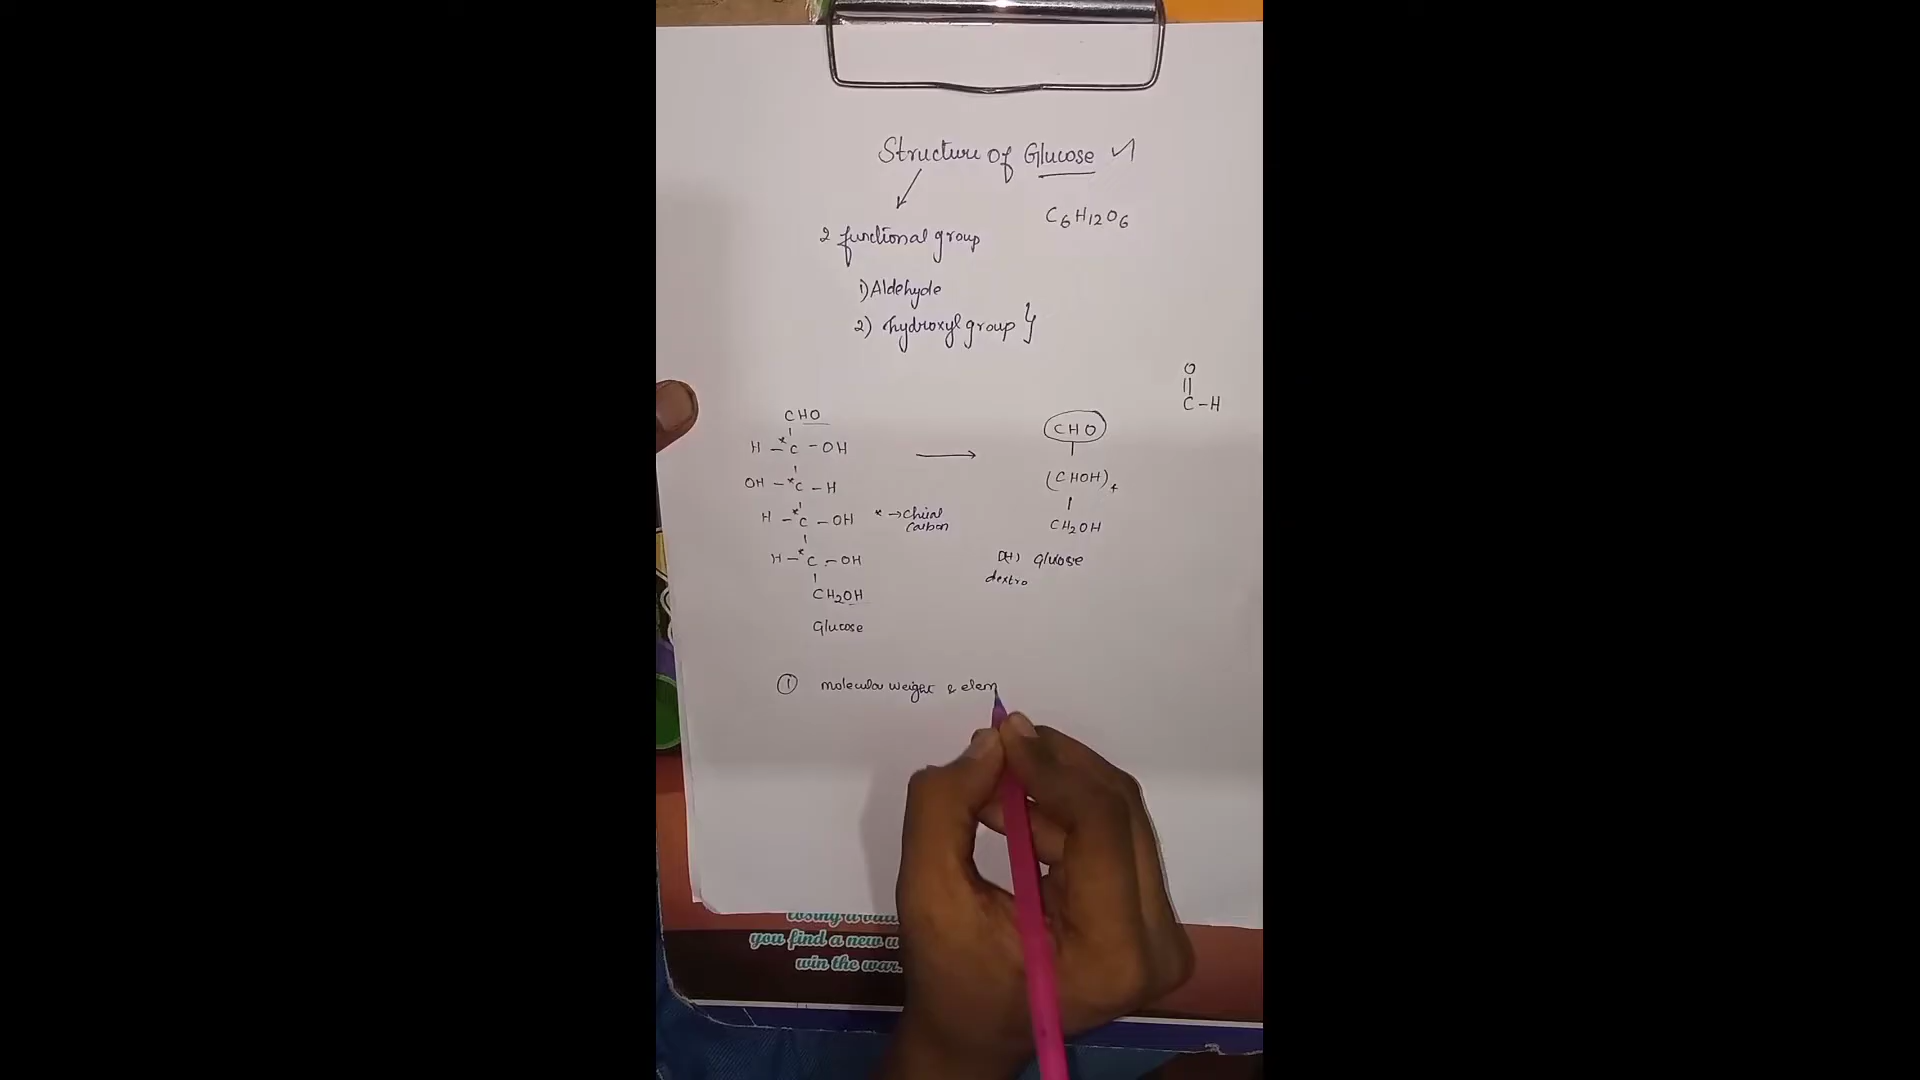 Structure of Glucose
C6H12O6
2 functional group
1) Aldehyde
2) hydroxyl group }
O
||
C-H
CHO
H - *C - OH
OH - *C - H
H - *C - OH
H - *C - OH
CH2OH
Glucose
* → Chiral
Carbon
→
CHO
(CHOH)4
CH2OH
Glucose
dextro
① molecular weight & elem
you find a new w
win the war.